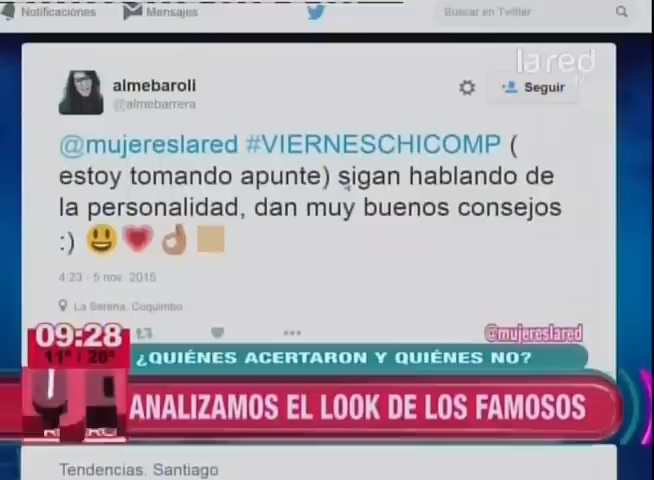 Notificaciones
Mensajes
Buscar en Twitter
la red
almebaroli
@almebarrera
Seguir
@mujereslared #VIERNESCHICOMP (
estoy tomando apunte) sigan hablando de
la personalidad, dan muy buenos consejos
:) 😃💗👌🏽
4:23 - 5 nov. 2015
La Serena, Coquimbo
@mujereslared
09:28
¿QUIÉNES ACERTARON Y QUIÉNES NO?
ANALIZAMOS EL LOOK DE LOS FAMOSOS
Tendencias. Santiago